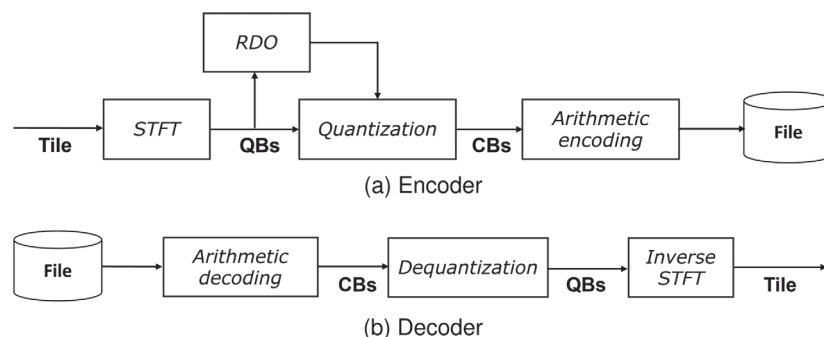 RDO
STFT
Quantization
Arithmetic
encoding
File
Tile
QBs
CBs
(a) Encoder
File
Arithmetic
decoding
Dequantization
Inverse
STFT
CBs
QBs
Tile
(b) Decoder